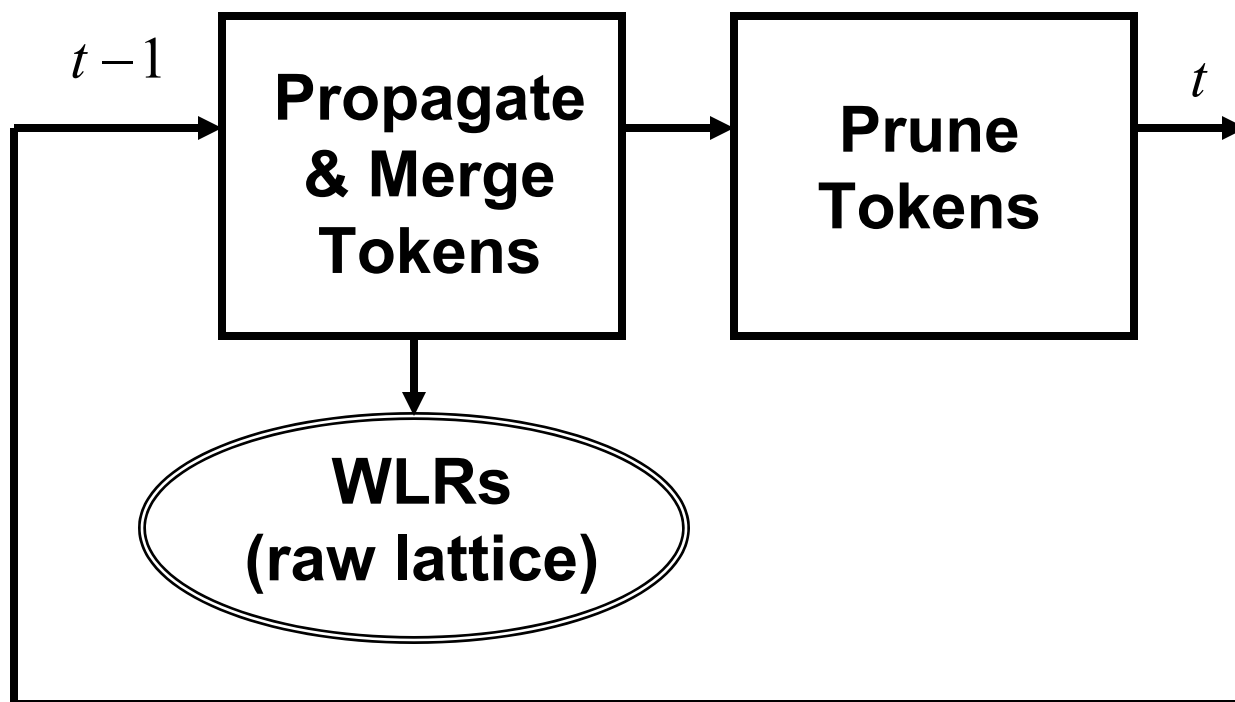 t − 1
Propagate
& Merge
Tokens
Prune
Tokens
t
WLRs
(raw lattice)